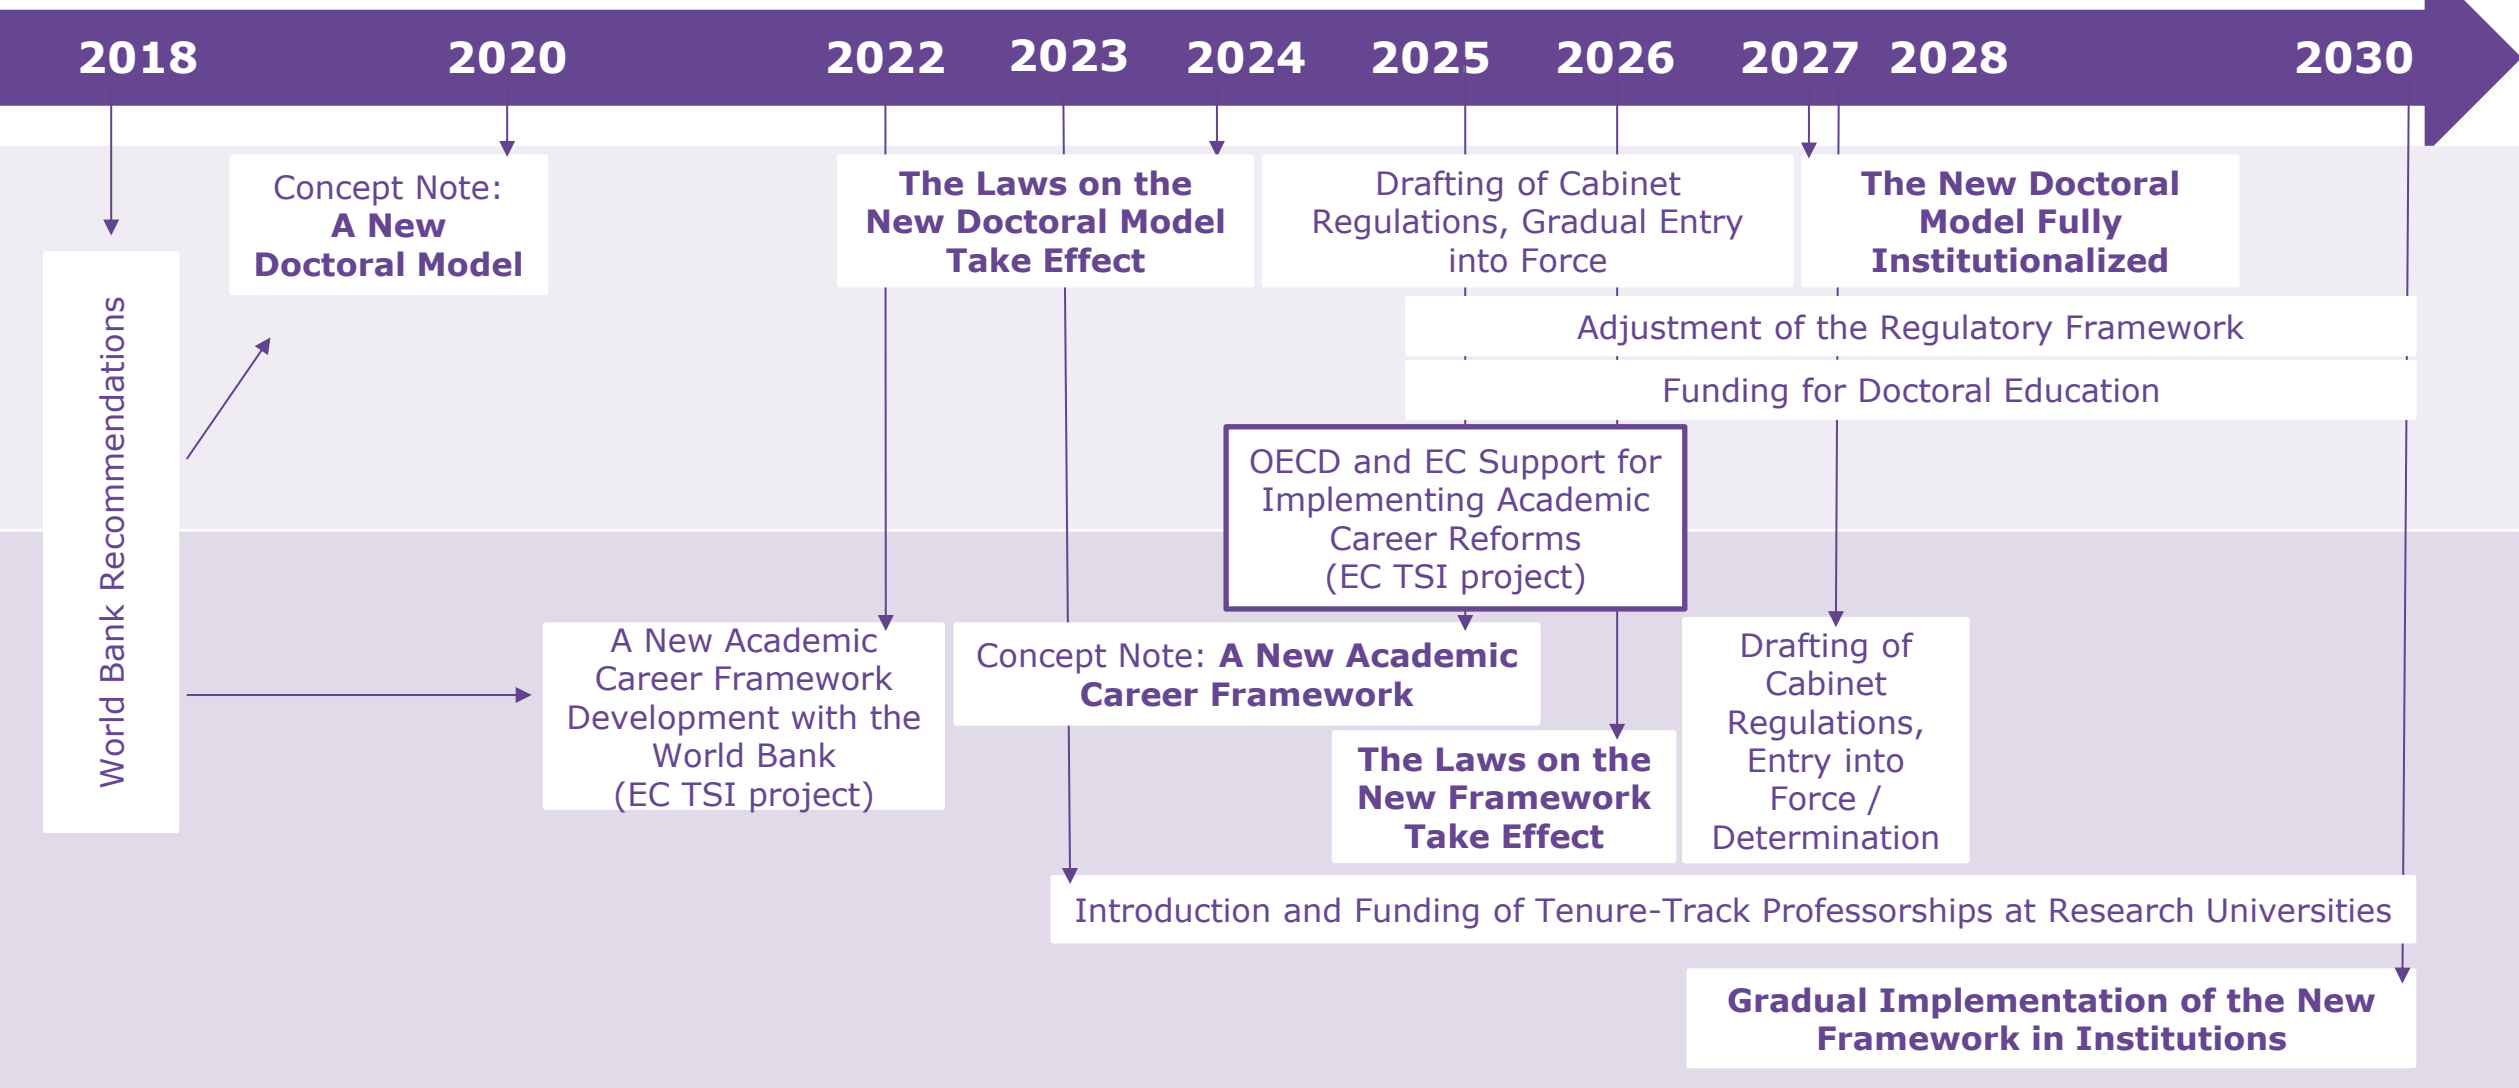 2018 2020 2022 2023 2024 2025 2026 2027 2028 2030
World Bank Recommendations
Concept Note:
A New
Doctoral Model
The Laws on the
New Doctoral Model
Take Effect
Drafting of Cabinet
Regulations, Gradual Entry
into Force
The New Doctoral
Model Fully
Institutionalized
Adjustment of the Regulatory Framework
Funding for Doctoral Education
OECD and EC Support for
Implementing Academic
Career Reforms
(EC TSI project)
A New Academic
Career Framework
Development with the
World Bank
(EC TSI project)
Concept Note: A New Academic
Career Framework
The Laws on the
New Framework
Take Effect
Drafting of
Cabinet
Regulations,
Entry into
Force /
Determination
Introduction and Funding of Tenure-Track Professorships at Research Universities
Gradual Implementation of the New
Framework in Institutions